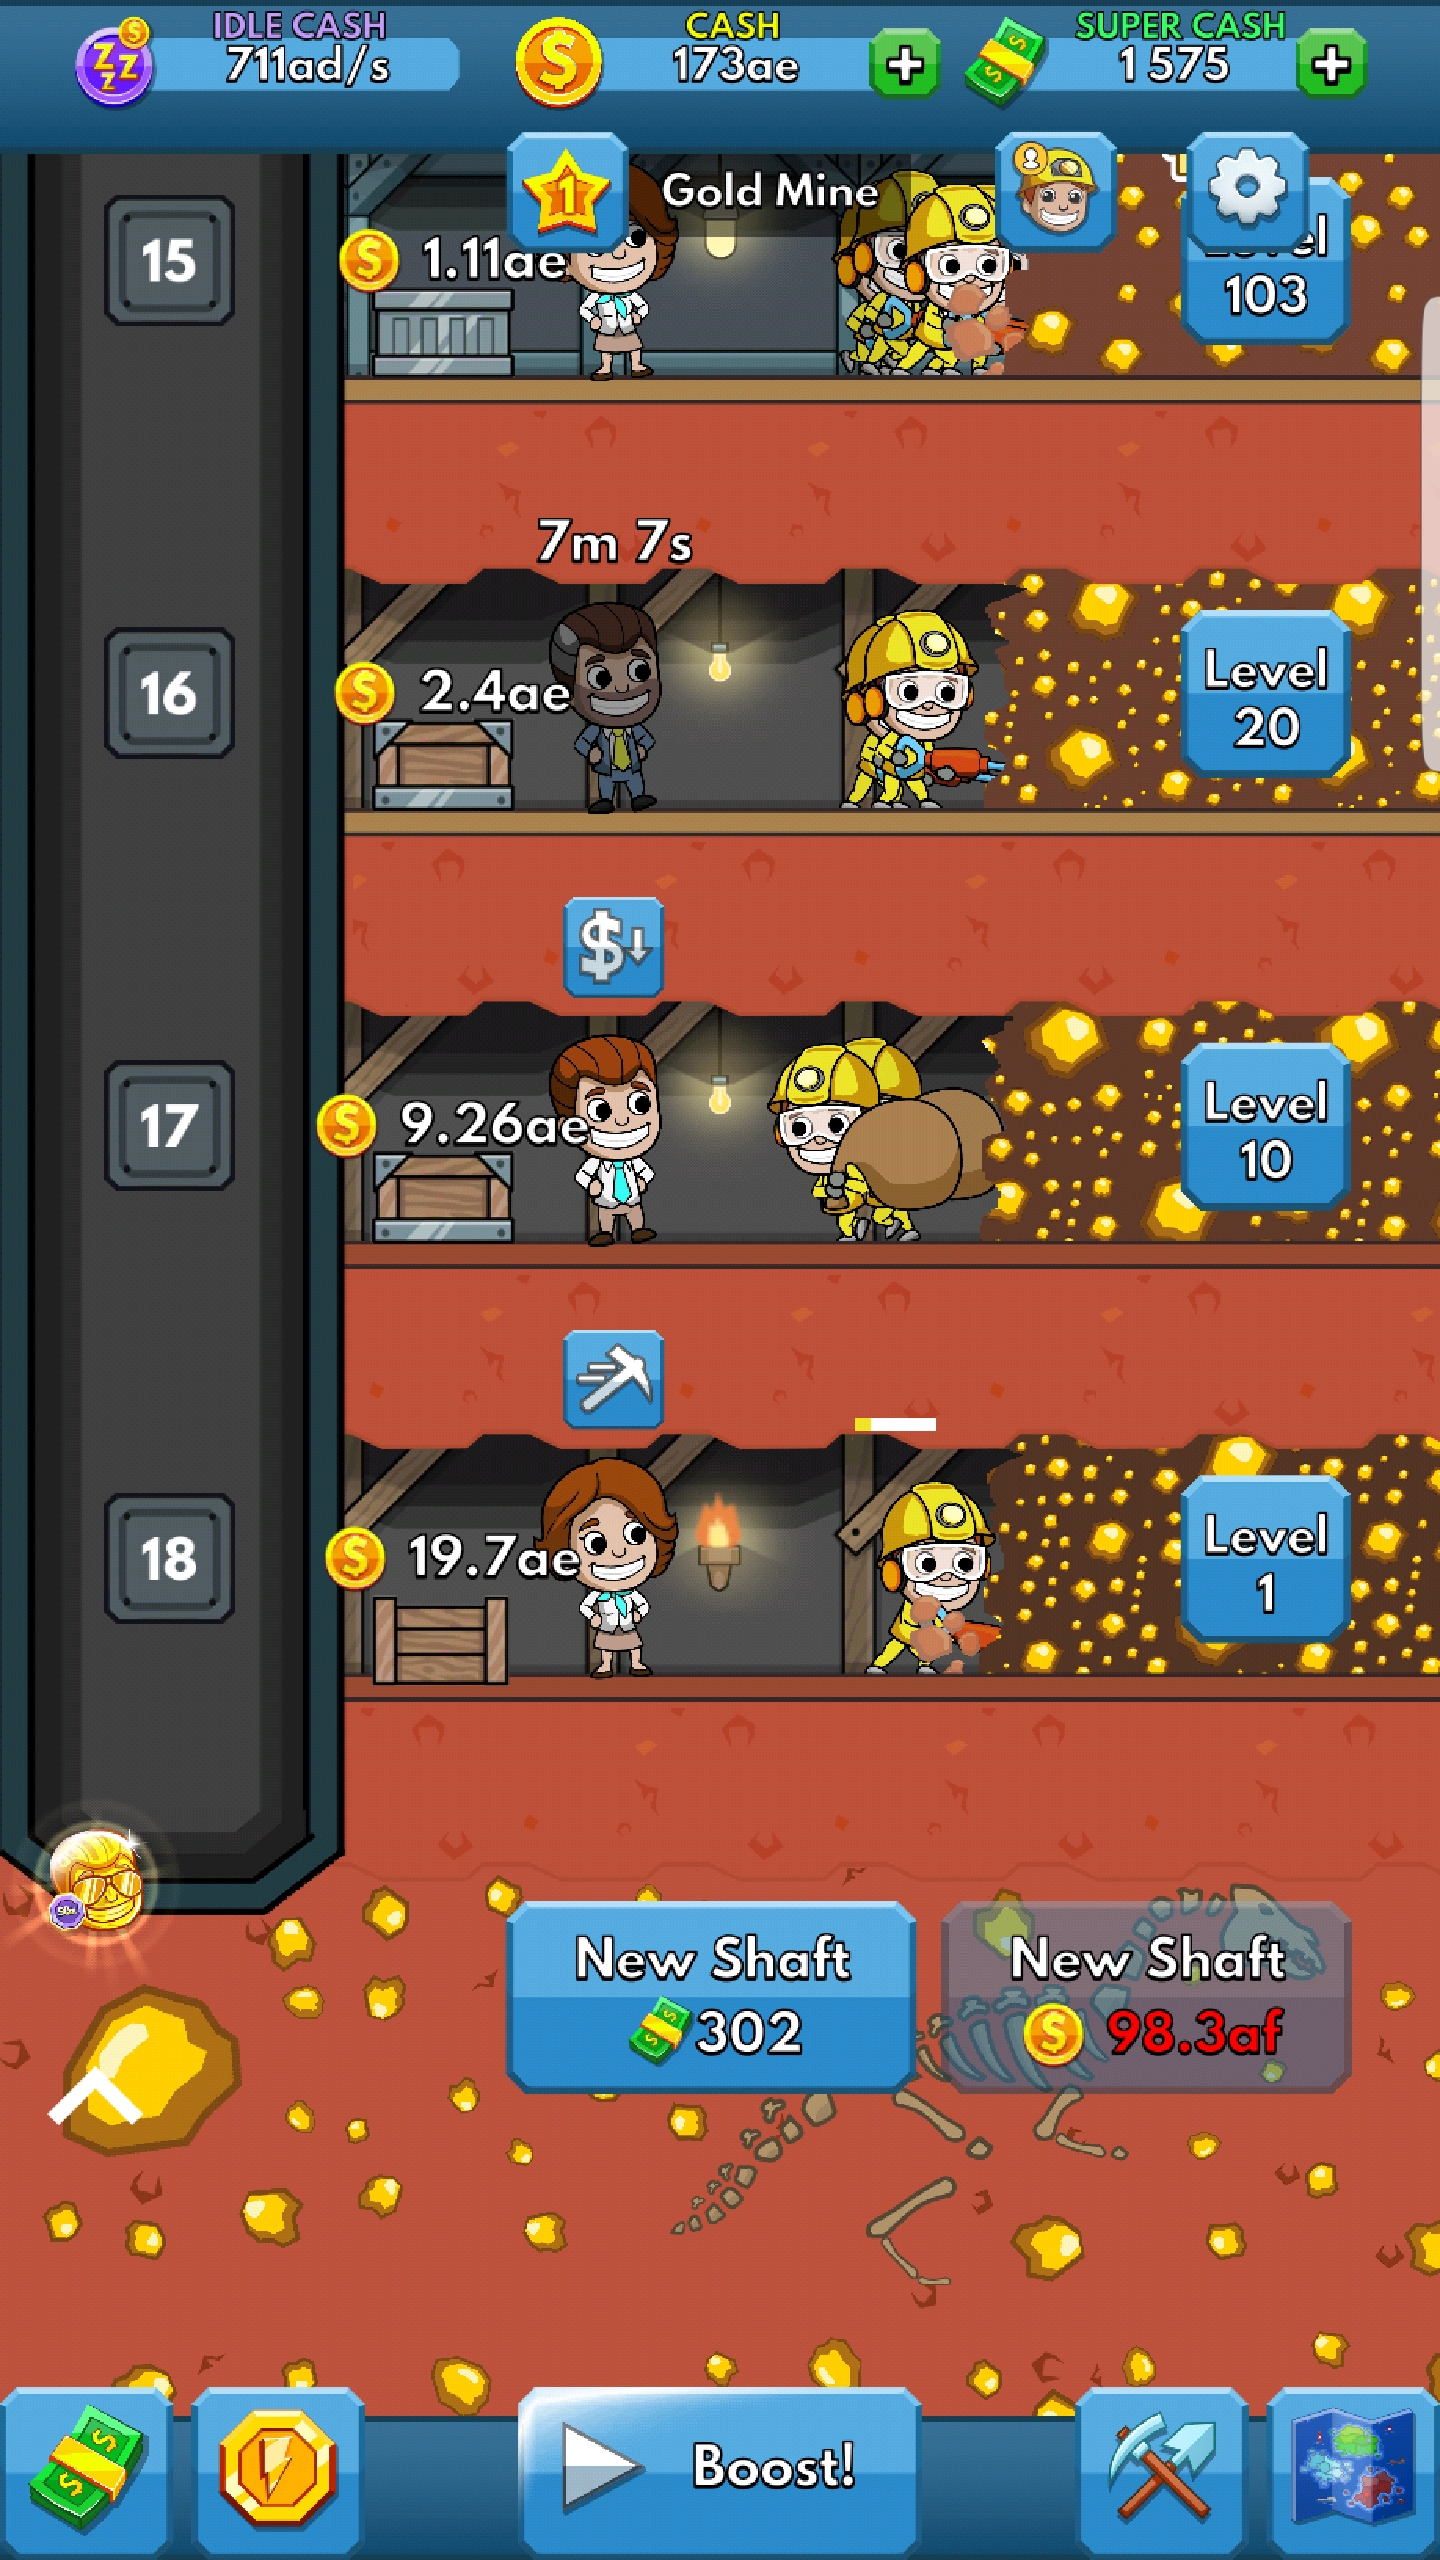 IDLE CASH
711ad/s
CASH
173ae
SUPER CASH
1 575
1
Gold Mine
15
1.11ae
103
7m 7s
16
2.4ae
Level
20
17
9.26ae
Level
10
18
19.7ae
Level
1
New Shaft
302
New Shaft
98.3af
Boost!